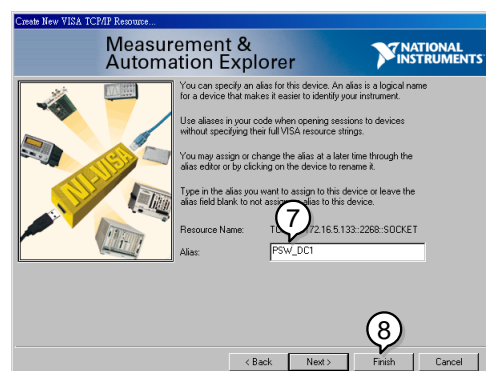 Create New VISA TCP/IP Resource...
Measurement &
Automation Explorer
NATIONAL
INSTRUMENTS
You can specify an alias for this device. An alias is a logical name
for a device that makes it easier to identify your instrument.
Use aliases in your code when opening sessions to devices
without specifying their full VISA resource strings.
You may assign or change the alias at a later time through the
alias editor or by clicking on the device to rename it.
Type in the alias you want to assign to this device or leave the
alias field blank to not assign alias to this device.
7
Resource Name: 72.16.5.133::2268::SOCKET
Alias: PSW_DC1
NI-VISA
8
< Back Next > Finish Cancel